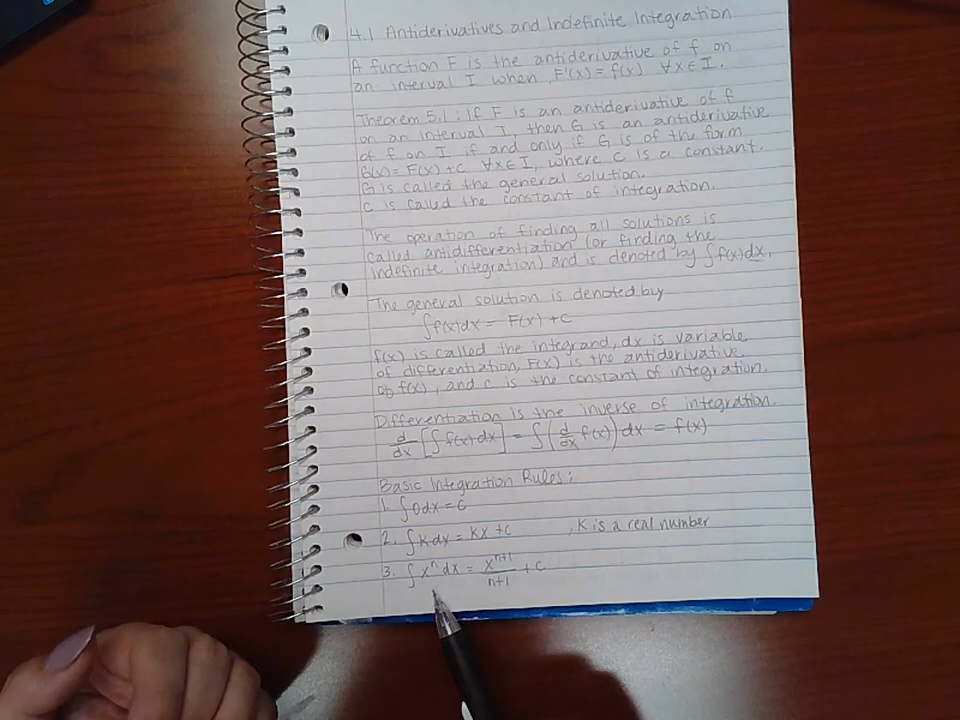 4.1 Antiderivatives and Indefinite Integration
A function F is the antiderivative of f on
an interval I when F'(x) = f(x) ∀x∈I.
Theorem 5.1: If F is an antiderivative of f
on an interval I, then G is an antiderivative
of f on I if and only if G is of the form
G(x) = F(x) + C ∀x∈I, where C is a constant.
G is called the general solution.
C is called the constant of integration.
The operation of finding all solutions is
called antidifferentiation (or finding the
indefinite integration) and is denoted by ∫f(x)dx.
The general solution is denoted by
∫f(x)dx = F(x) + C
f(x) is called the integrand, dx is variable
of differentiation, F(x) is the antiderivative
of f(x), and C is the constant of integration.
Differentiation is the inverse of integration.
d/dx [∫f(x)dx] = ∫(d/dx f(x)) dx = f(x)
Basic Integration Rules:
1. ∫0dx = C
2. ∫Kdx = Kx + C , K is a real number
3. ∫x^n dx = x^(n+1)/(n+1) + C